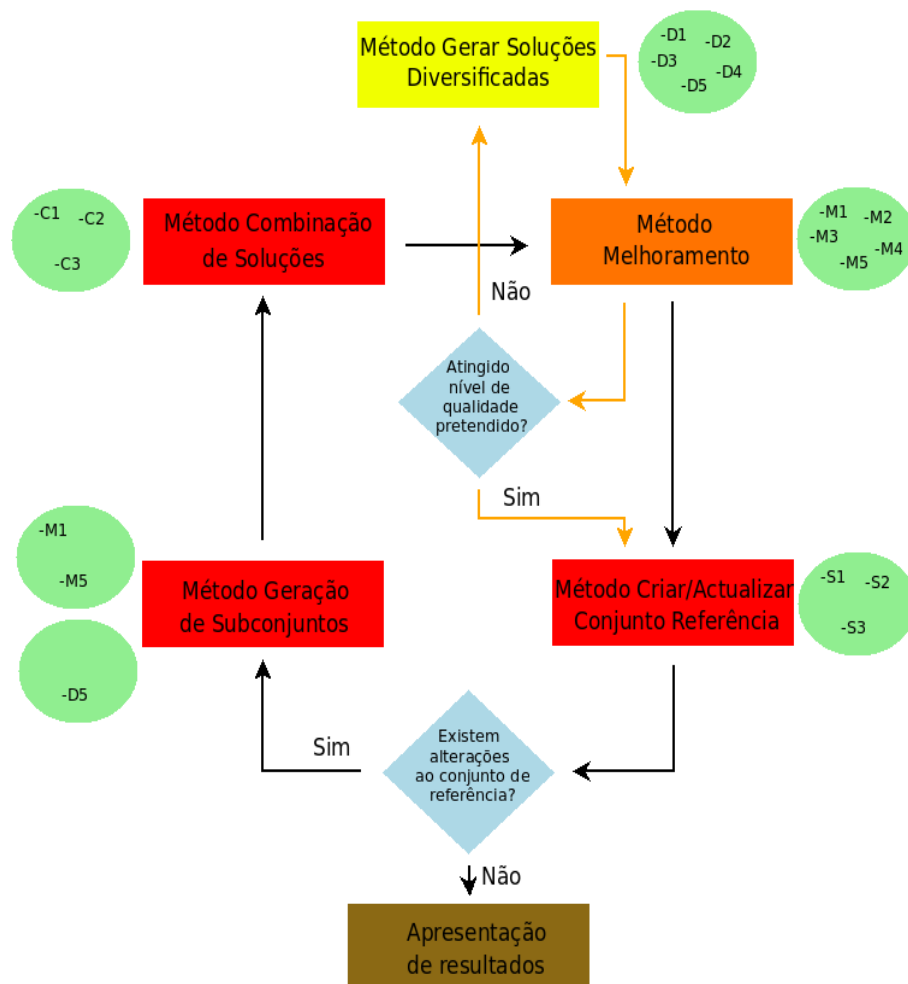 Método Gerar Soluções
Diversificadas
-D1
-D2
-D3
-D4
-D5
-C1
-C2
-C3
Método Combinação
de Soluções
Método
Melhoramento
-M1
-M2
-M3
-M4
-M5
Não
Atingido
nível de
qualidade
pretendido?
Sim
-M1
-M5
Método Geração
de Subconjuntos
-D5
Método Criar/Actualizar
Conjunto Referência
-S1
-S2
-S3
Existem
alterações
ao conjunto de
referência?
Sim
Não
Apresentação
de resultados